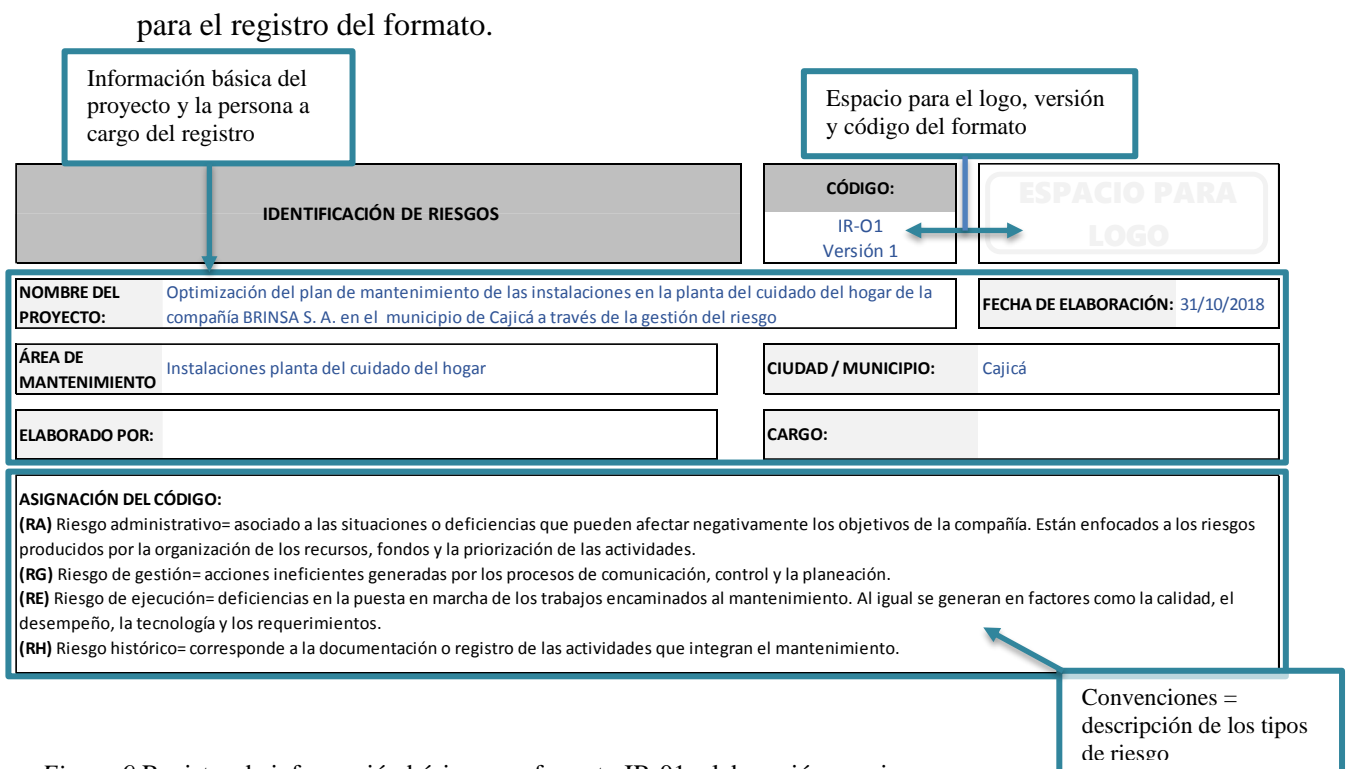 para el registro del formato.
Información básica del
proyecto y la persona a
cargo del registro
Espacio para el logo, versión
y código del formato
IDENTIFICACIÓN DE RIESGOS
CÓDIGO:
IR-O1
Versión 1
ESPACIO PARA
LOGO
NOMBRE DEL
PROYECTO:
Optimización del plan de mantenimiento de las instalaciones en la planta del cuidado del hogar de la
compañía BRINSA S. A. en el municipio de Cajicá a través de la gestión del riesgo
FECHA DE ELABORACIÓN: 31/10/2018
ÁREA DE
MANTENIMIENTO
Instalaciones planta del cuidado del hogar
CIUDAD / MUNICIPIO: Cajicá
ELABORADO POR:
CARGO:
ASIGNACIÓN DEL CÓDIGO:
(RA) Riesgo administrativo= asociado a las situaciones o deficiencias que pueden afectar negativamente los objetivos de la compañía. Están enfocados a los riesgos
producidos por la organización de los recursos, fondos y la priorización de las actividades.
(RG) Riesgo de gestión= acciones ineficientes generadas por los procesos de comunicación, control y la planeación.
(RE) Riesgo de ejecución= deficiencias en la puesta en marcha de los trabajos encaminados al mantenimiento. Al igual se generan en factores como la calidad, el
desempeño, la tecnología y los requerimientos.
(RH) Riesgo histórico= corresponde a la documentación o registro de las actividades que integran el mantenimiento.
Convenciones =
descripción de los tipos
de riesgo